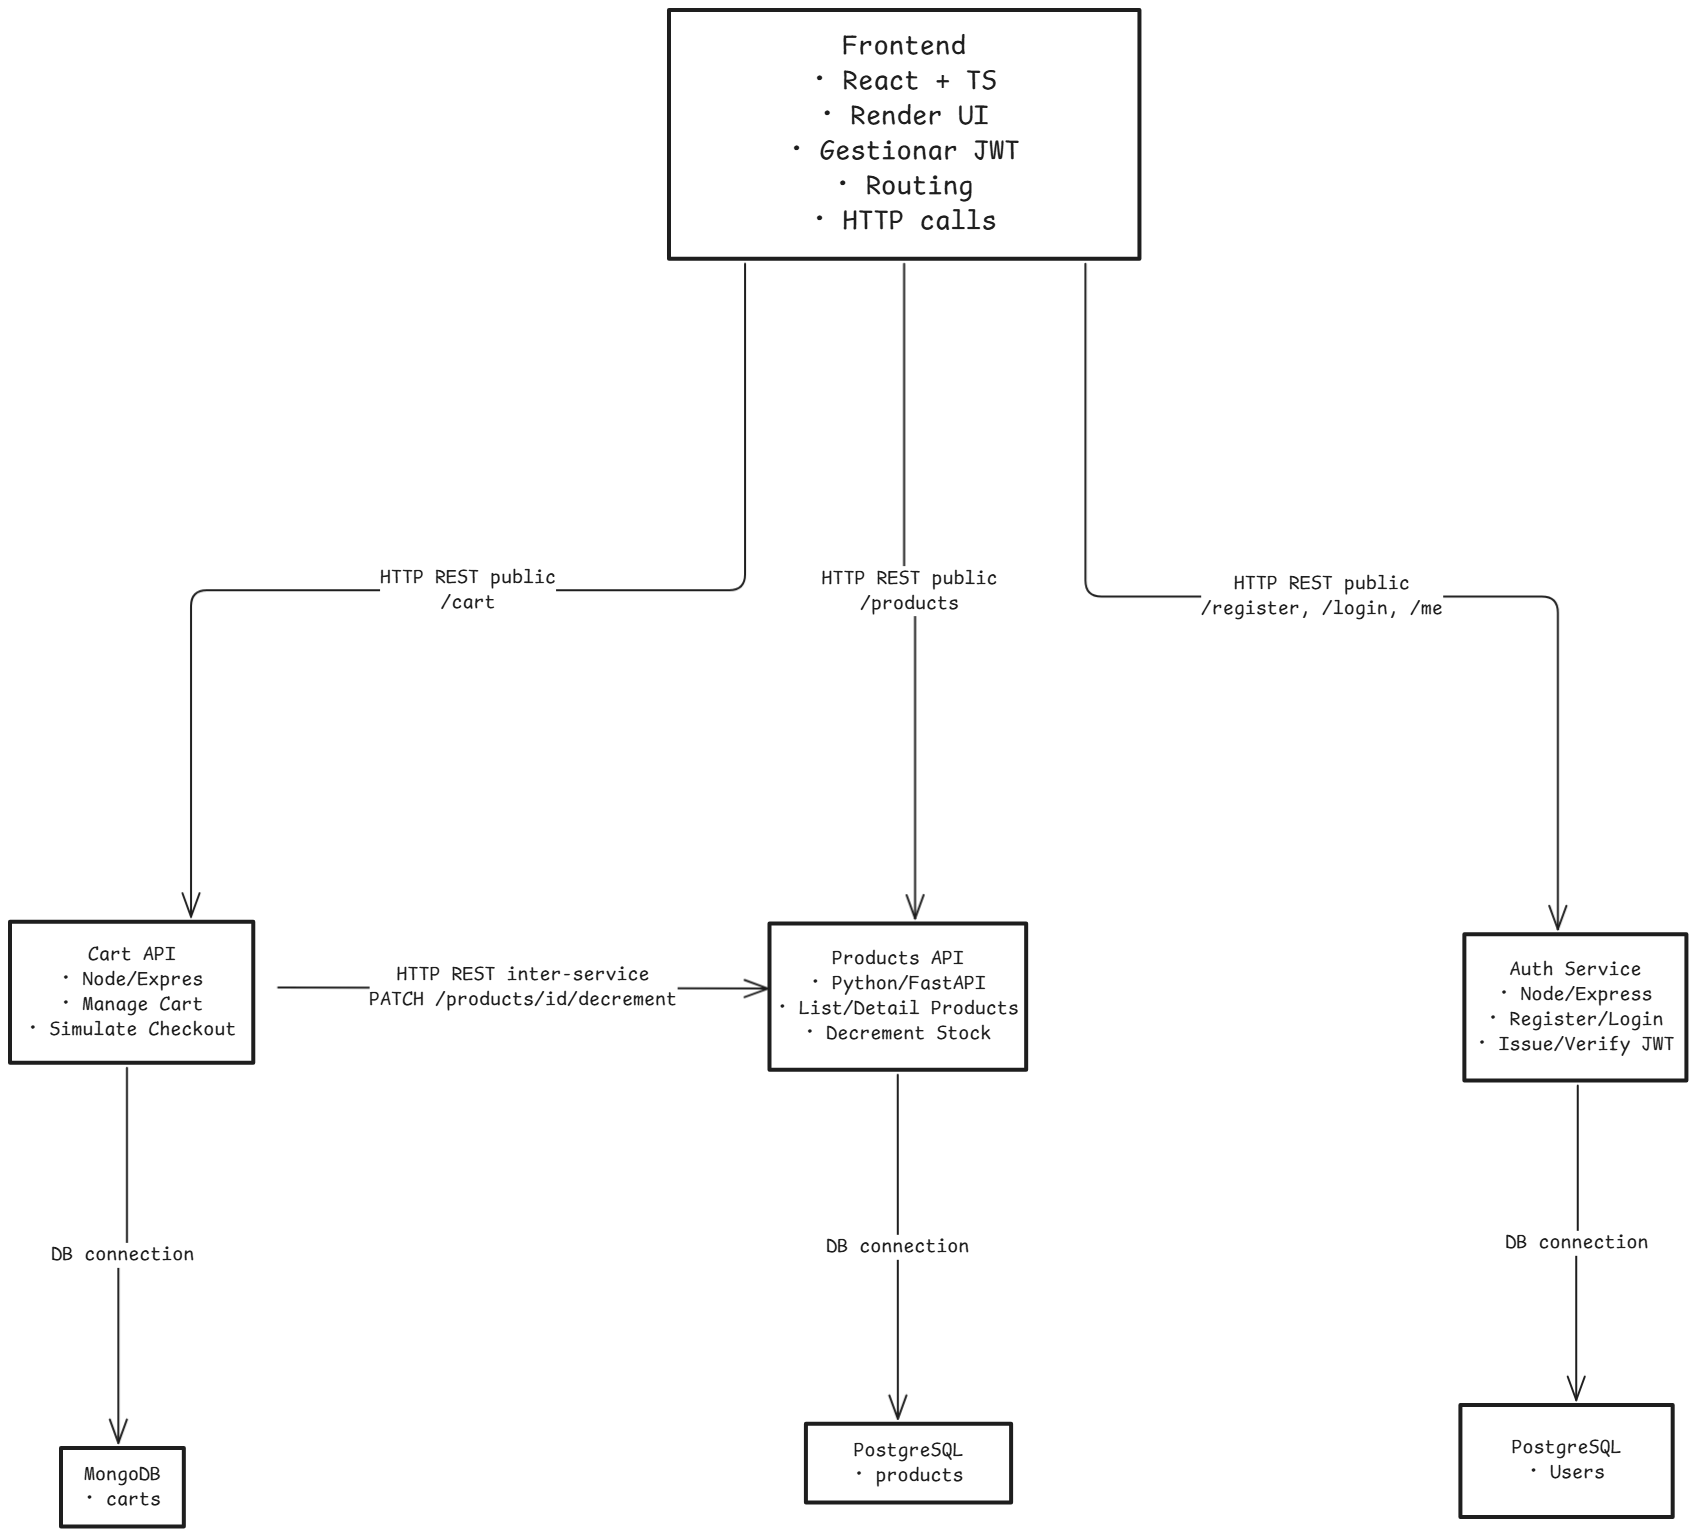 Frontend
· React + TS
· Render UI
· Gestionar JWT
· Routing
· HTTP calls
HTTP REST public
/cart
HTTP REST public
/products
HTTP REST public
/register, /login, /me
Cart API
· Node/Expres
· Manage Cart
· Simulate Checkout
HTTP REST inter-service
PATCH /products/id/decrement
Products API
· Python/FastAPI
· List/Detail Products
· Decrement Stock
Auth Service
· Node/Express
· Register/Login
· Issue/Verify JWT
DB connection
DB connection
DB connection
MongoDB
· carts
PostgreSQL
· products
PostgreSQL
· Users